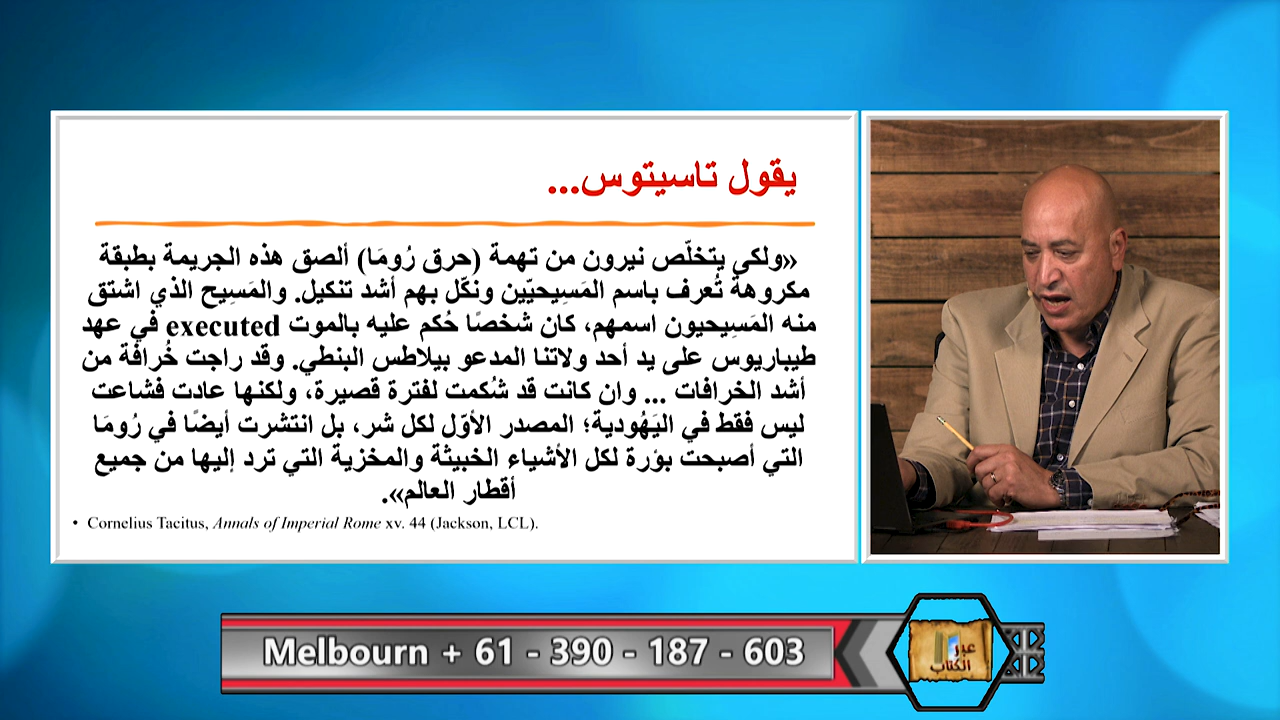 يقول تاسيتوس...
«ولكي يتخلّص نيرون من تهمة (حرق رُومَا) ألصق هذه الجريمة بطبقة
مكروهة تُعرف باسم المَسِيحيّين ونكّل بهم أشد تنكيل. والمَسِيح الذي اشتق
منه المَسِيحيون اسمهم، كان شخصًا حُكم عليه بالموت executed في عهد
طيباريوس على يد أحد ولاتنا المدعو بيلاطس البنطي. وقد راجت خُرافة من
أشد الخرافات ... وان كانت قد شُكمت لفترة قصيرة، ولكنها عادت فشاعت
ليس فقط في اليَهُودية؛ المصدر الأوّل لكل شر، بل انتشرت أيضًا في رُومَا
التي أصبحت بؤرة لكل الأشياء الخبيثة والمخزية التي ترد إليها من جميع
أقطار العالم».
• Cornelius Tacitus, Annals of Imperial Rome xv. 44 (Jackson, LCL).
Melbourn + 61 - 390 - 187 - 603
عبر
الكتاب